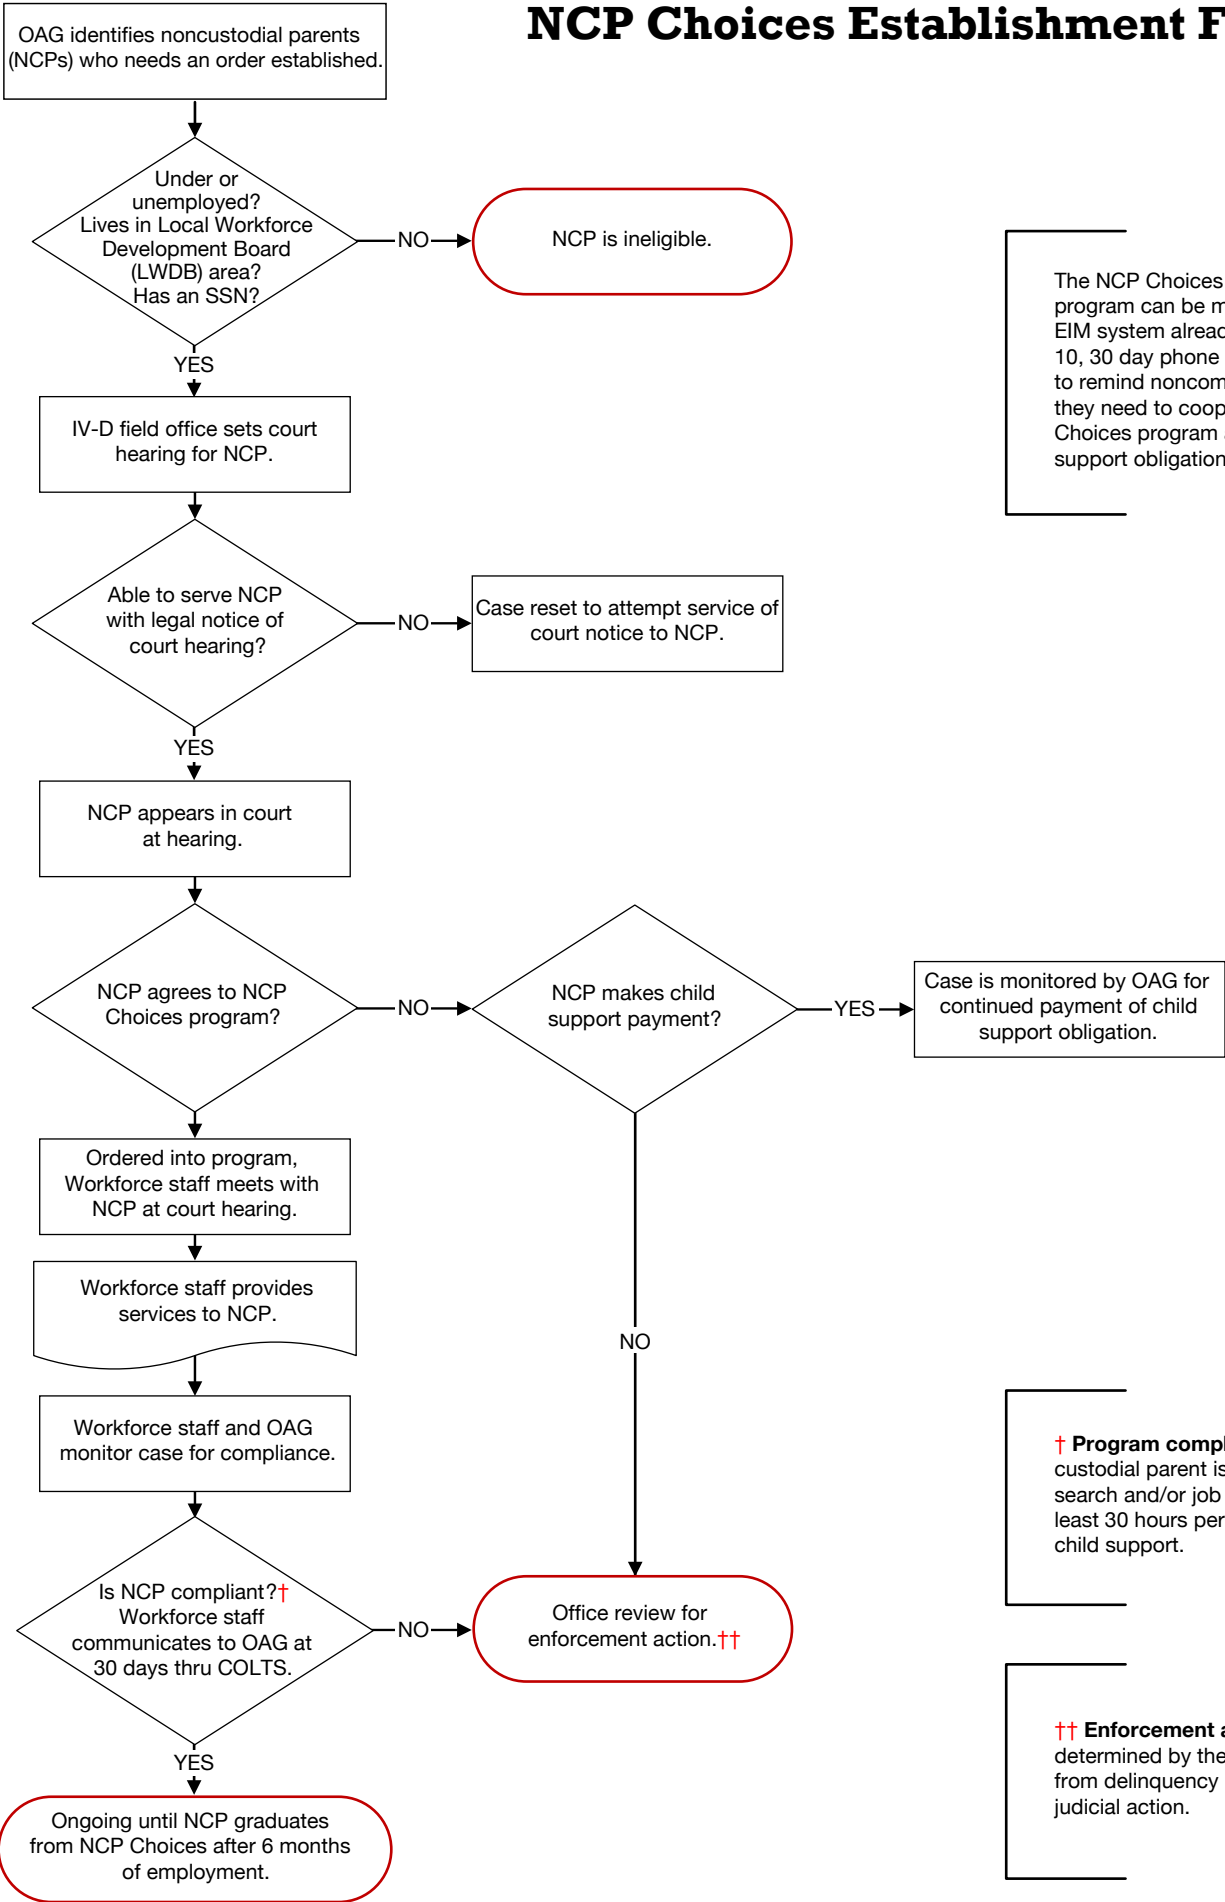 NCP Choices Establishment F
OAG identifies noncustodial parents
(NCPs) who needs an order established.
Under or
unemployed?
Lives in Local Workforce
Development Board
(LWDB) area?
Has an SSN?
NO
NCP is ineligible.
The NCP Choices
program can be m
EIM system alread
10, 30 day phone
to remind noncom
they need to coop
Choices program
support obligation
YES
IV-D field office sets court
hearing for NCP.
Able to serve NCP
with legal notice of
court hearing?
NO
Case reset to attempt service of
court notice to NCP.
YES
NCP appears in court
at hearing.
NCP agrees to NCP
Choices program?
NO
NCP makes child
support payment?
YES
Case is monitored by OAG for
continued payment of child
support obligation.
Ordered into program,
Workforce staff meets with
NCP at court hearing.
Workforce staff provides
services to NCP.
NO
Workforce staff and OAG
monitor case for compliance.
† Program compl
custodial parent is
search and/or job
least 30 hours per
child support.
Is NCP compliant?†
Workforce staff
communicates to OAG at
30 days thru COLTS.
NO
Office review for
enforcement action.††
†† Enforcement a
determined by the
from delinquency
judicial action.
YES
Ongoing until NCP graduates
from NCP Choices after 6 months
of employment.